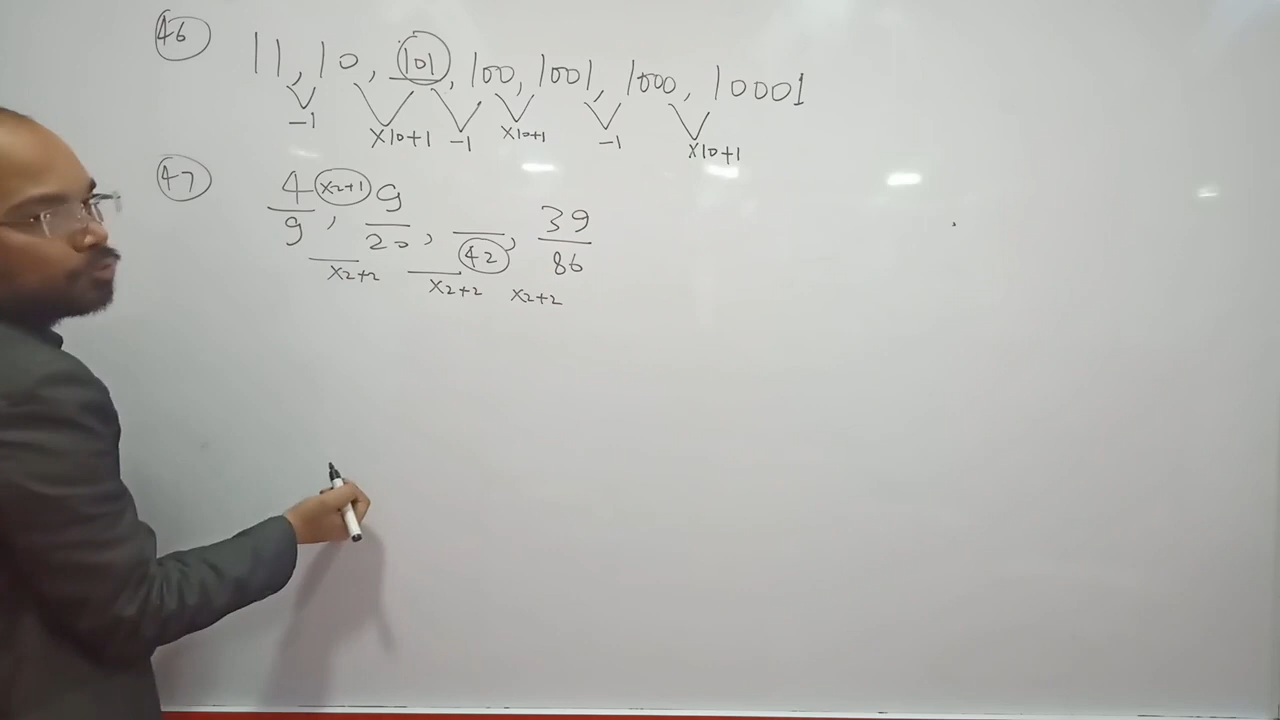 46 11, 10, 101, 100, 1001, 1000, 10001
-1 x10+1 -1 x10+1 -1 x10+1
47 4 x2+1 9 39
9, 20, 42, 86
x2+2 x2+2 x2+2